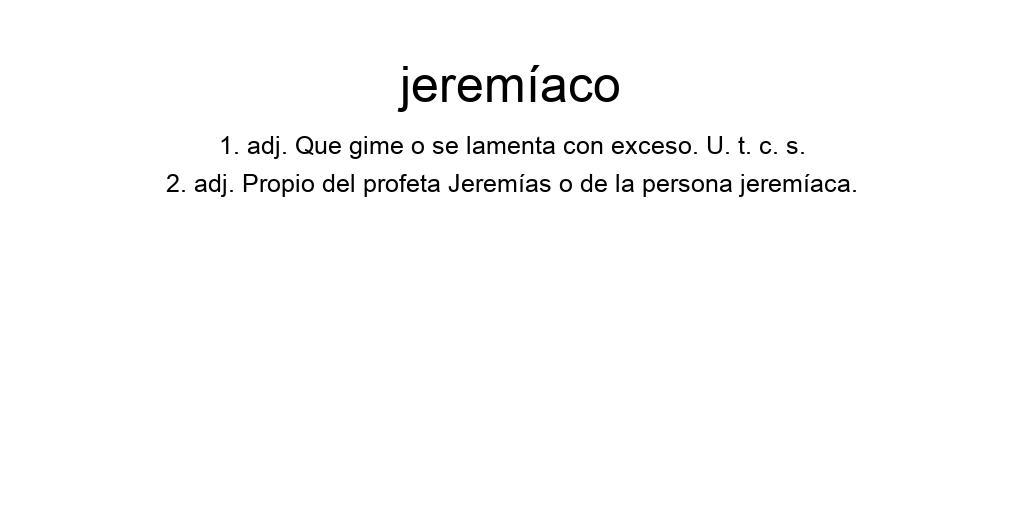 jeremíaco
1. adj. Que gime o se lamenta con exceso. U. t. c. s.
2. adj. Propio del profeta Jeremías o de la persona jeremíaca.